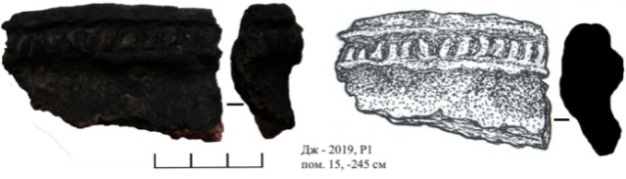 Дж - 2019, Р1
пом. 15, -245 см